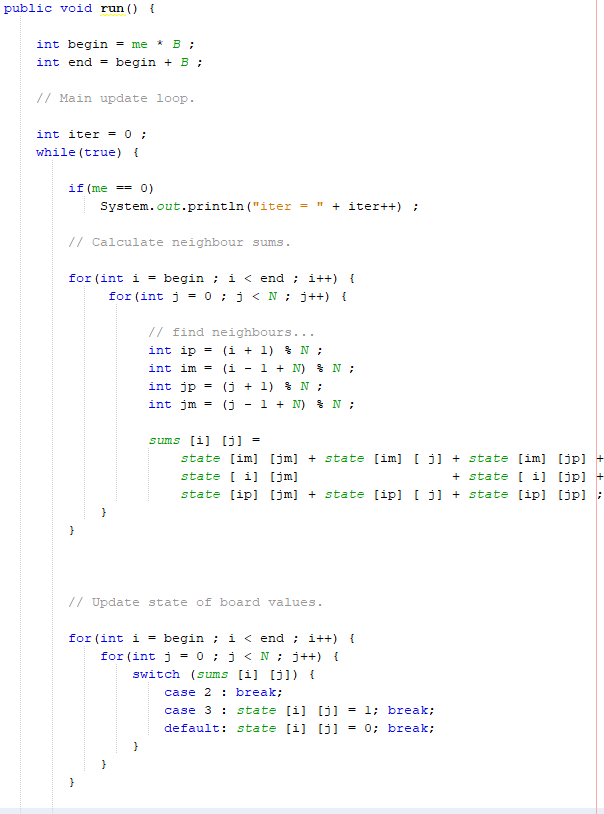 public void run() {
int begin = me * B ;
int end = begin + B ;
// Main update loop.
int iter = 0 ;
while(true) {
if(me == 0)
System.out.println("iter = " + iter++) ;
// Calculate neighbour sums.
for(int i = begin ; i < end ; i++) {
for(int j = 0 ; j < N ; j++) {
// find neighbours...
int ip = (i + 1) % N ;
int im = (i - 1 + N) % N ;
int jp = (j + 1) % N ;
int jm = (j - 1 + N) % N ;
sums [i] [j] =
state [im] [jm] + state [im] [ j] + state [im] [jp] +
state [ i] [jm] + state [ i] [jp] +
state [ip] [jm] + state [ip] [ j] + state [ip] [jp] ;
}
}
// Update state of board values.
for(int i = begin ; i < end ; i++) {
for(int j = 0 ; j < N ; j++) {
switch (sums [i] [j]) {
case 2 : break;
case 3 : state [i] [j] = 1; break;
default: state [i] [j] = 0; break;
}
}
}